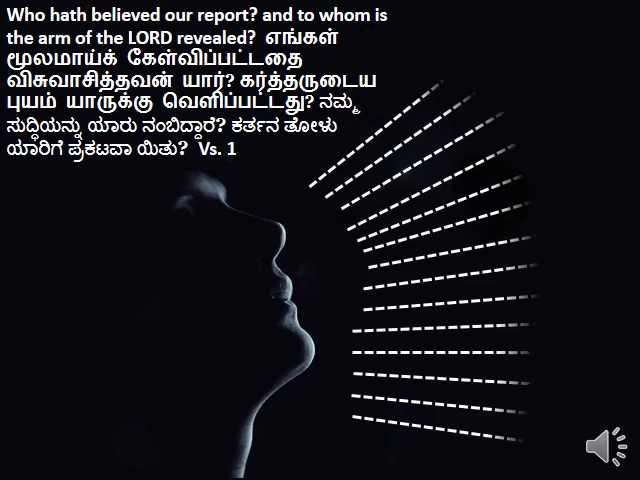 Who hath believed our report? and to whom is
the arm of the LORD revealed? எங்கள்
மூலமாய்க் கேள்விப்பட்டதை
விசுவாசித்தவன் யார்? கர்த்தருடைய
புயம் யாருக்கு வெளிப்பட்டது? ನಮ್ಮ
ಸುದ್ಧಿಯನ್ನು ಯಾರು ನಂಬಿದ್ದಾರೆ? ಕರ್ತನ ತೋಳು
ಯಾರಿಗೆ ಪ್ರಕಟವಾ ಯಿತು? Vs. 1